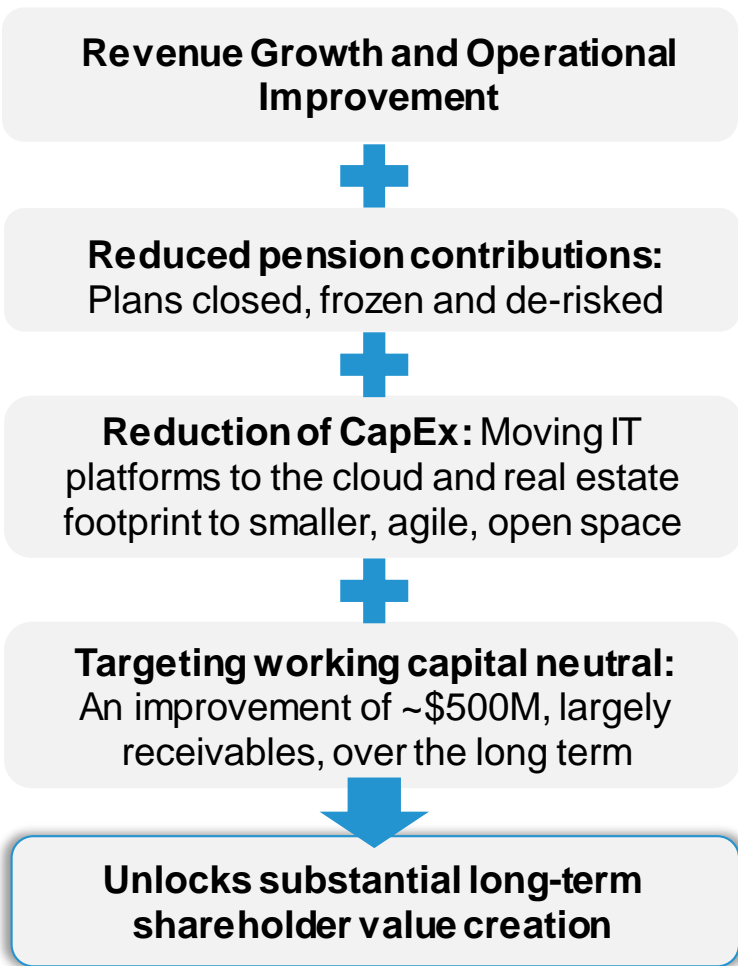 Revenue Growth and Operational
Improvement
Reduced pension contributions:
Plans closed, frozen and de-risked
Reduction of CapEx: Moving IT
platforms to the cloud and real estate
footprint to smaller, agile, open space
Targeting working capital neutral:
An improvement of ~$500M, largely
receivables, over the long term
Unlocks substantial long-term
shareholder value creation